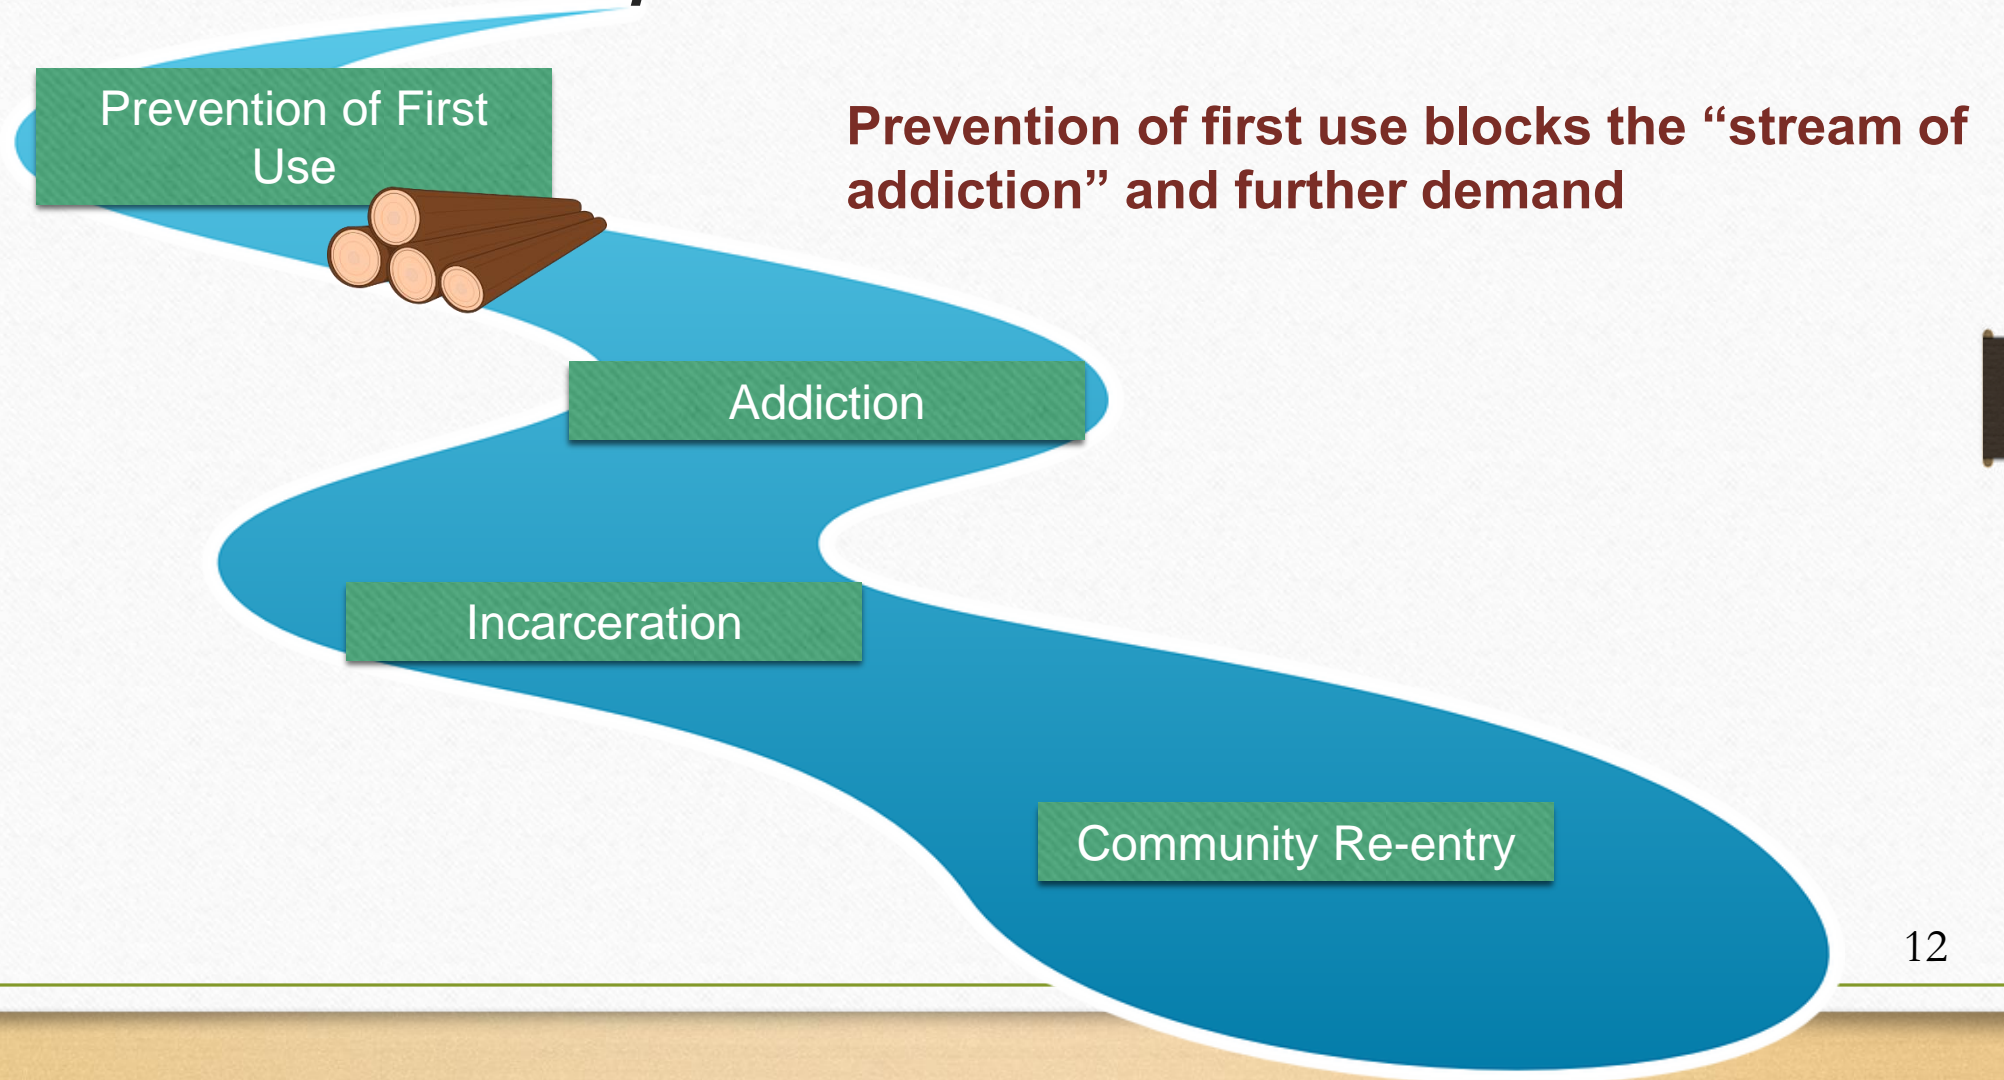 Prevention of First
Use
Prevention of first use blocks the “stream of
addiction” and further demand
Addiction
Incarceration
Community Re-entry
12